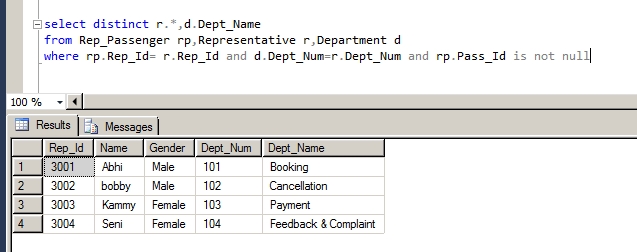 select distinct r.*,d.Dept_Name
from Rep_Passenger rp,Representative r,Department d
where rp.Rep_Id= r.Rep_Id and d.Dept_Num=r.Dept_Num and rp.Pass_Id is not null
100 %
Results Messages
Rep_Id Name Gender Dept_Num Dept_Name
1 3001 Abhi Male 101 Booking
2 3002 bobby Male 102 Cancellation
3 3003 Kammy Female 103 Payment
4 3004 Seni Female 104 Feedback & Complaint